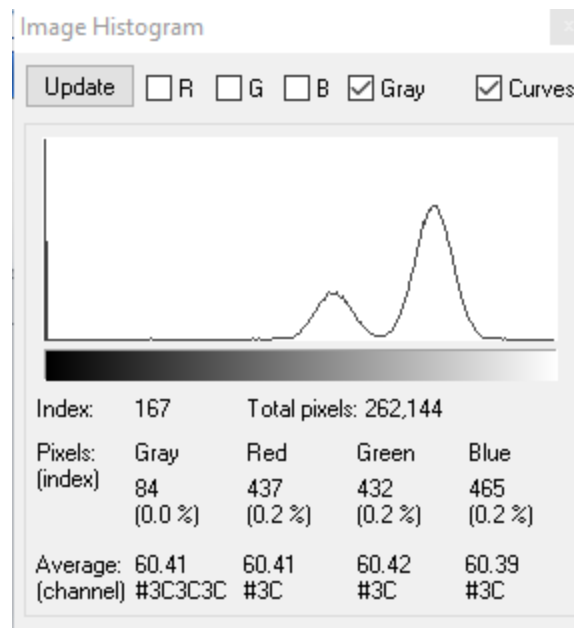 Image Histogram
Update R G B Gray Curves
Index: 167 Total pixels: 262,144
Pixels: Gray Red Green Blue
(index) 84 437 432 465
(0.0 %) (0.2 %) (0.2 %) (0.2 %)
Average: 60.41 60.41 60.42 60.39
(channel) #3C3C3C #3C #3C #3C